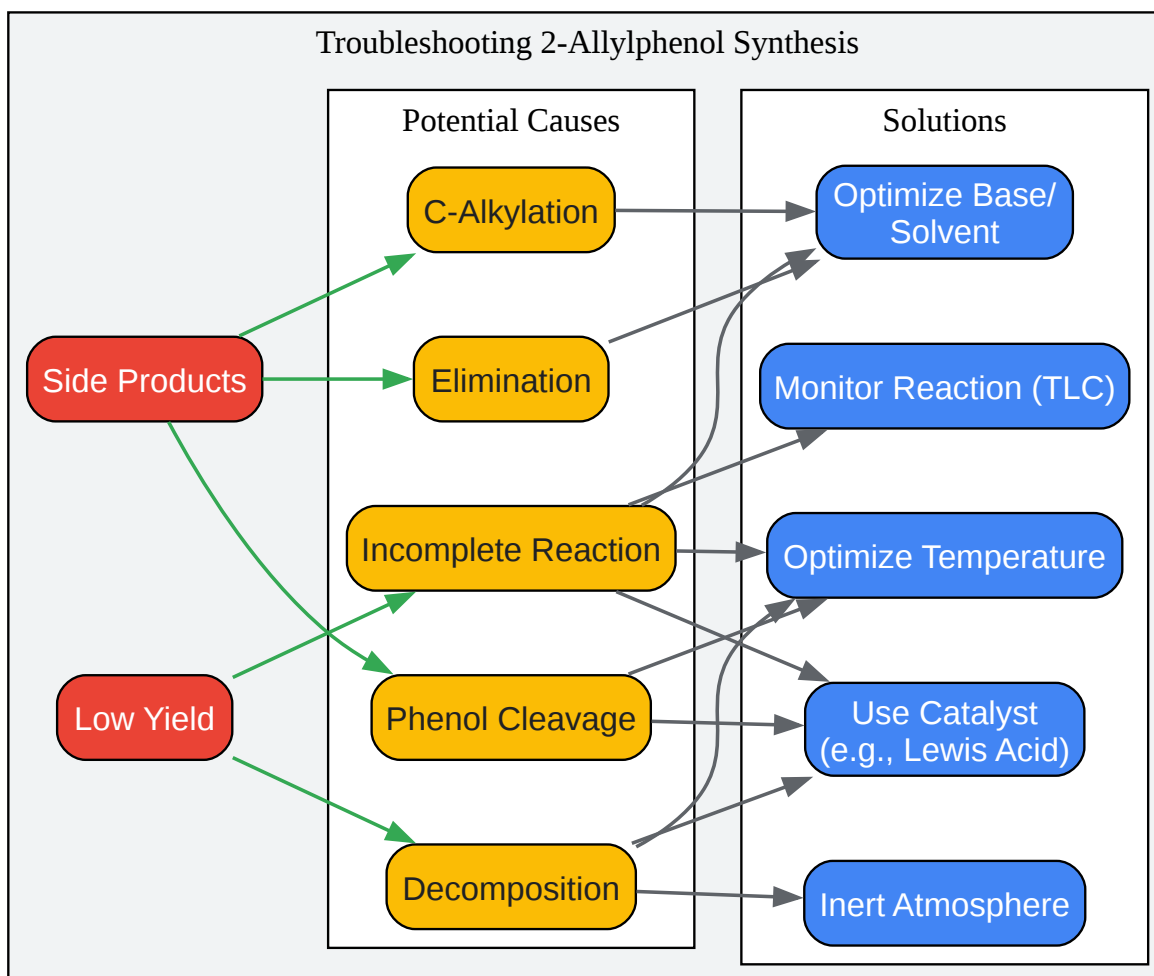 Troubleshooting 2-Allylphenol Synthesis
Potential Causes
Solutions
C-Alkylation
Optimize Base/
Solvent
Side Products
Elimination
Monitor Reaction (TLC)
Incomplete Reaction
Optimize Temperature
Low Yield
Phenol Cleavage
Use Catalyst
(e.g., Lewis Acid)
Decomposition
Inert Atmosphere